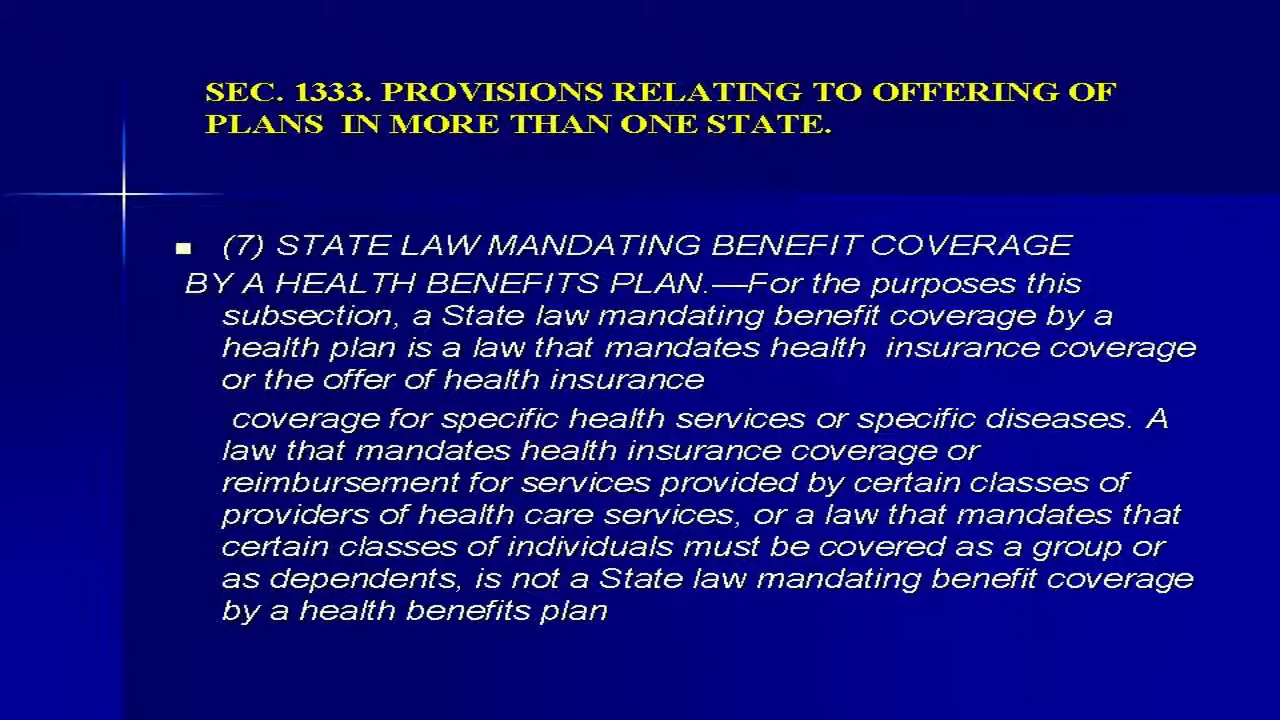 SEC. 1333. PROVISIONS RELATING TO OFFERING OF
PLANS IN MORE THAN ONE STATE.
(7) STATE LAW MANDATING BENEFIT COVERAGE
BY A HEALTH BENEFITS PLAN.—For the purposes this
subsection, a State law mandating benefit coverage by a
health plan is a law that mandates health insurance coverage
or the offer of health insurance
coverage for specific health services or specific diseases. A
law that mandates health insurance coverage or
reimbursement for services provided by certain classes of
providers of health care services, or a law that mandates that
certain classes of individuals must be covered as a group or
as dependents, is not a State law mandating benefit coverage
by a health benefits plan